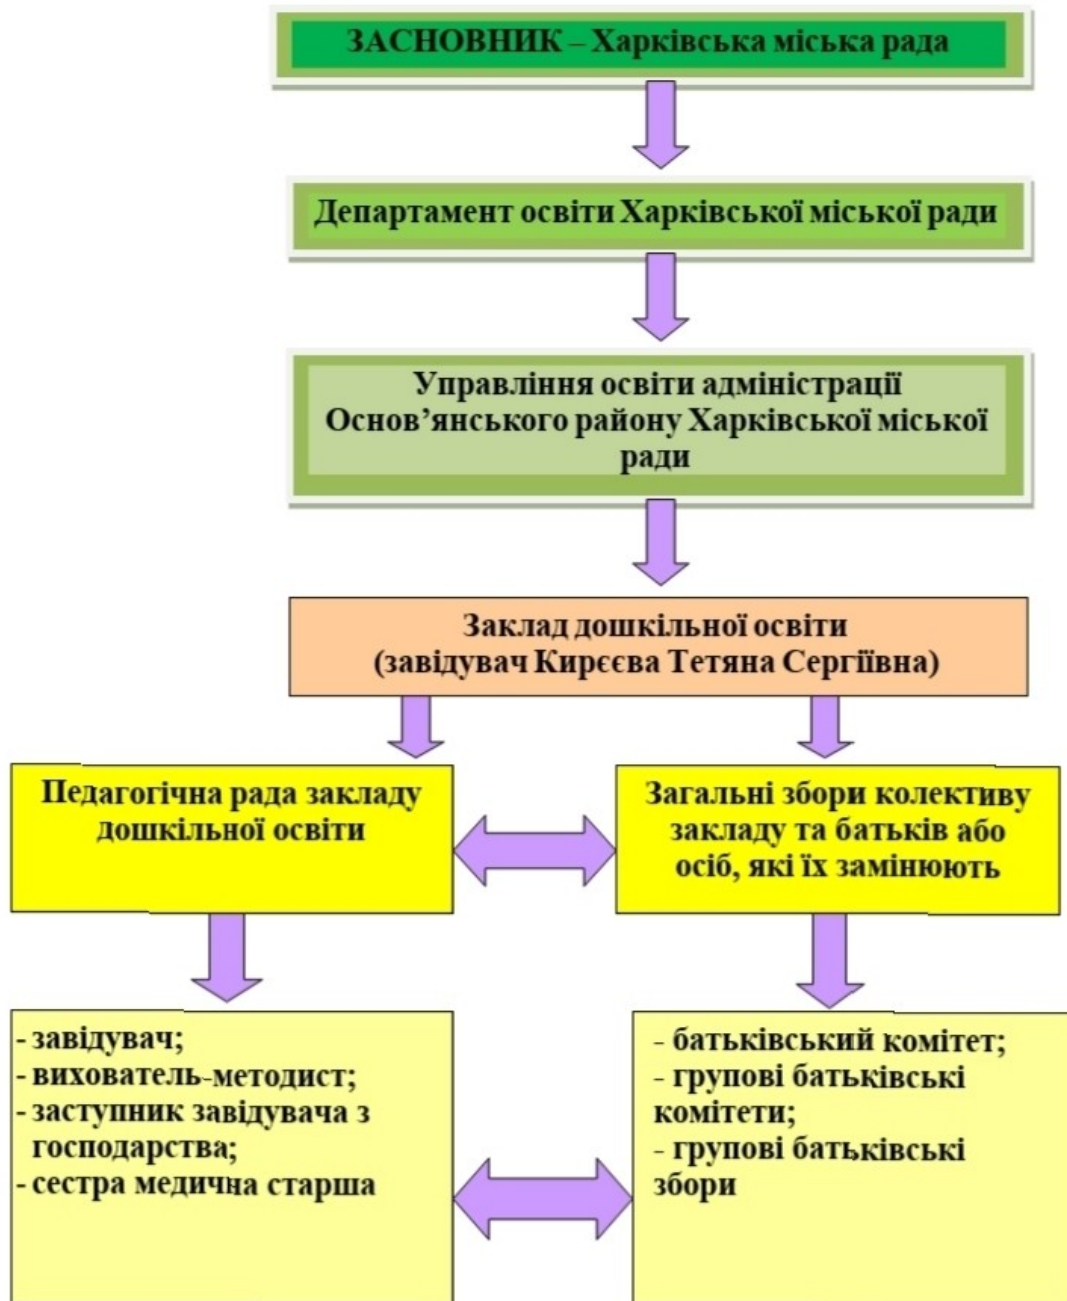 ЗАСНОВНИК – Харківська міська рада
Департамент освіти Харківської міської ради
Управління освіти адміністрації
Основ’янського району Харківської міської
ради
Заклад дошкільної освіти
(завідувач Кирєєва Тетяна Сергіївна)
Педагогічна рада закладу
дошкільної освіти
Загальні збори колективу
закладу та батьків або
осіб, які їх замінюють
- завідувач;
- вихователь-методист;
- заступник завідувача з
господарства;
- сестра медична старша
- батьківський комітет;
- групові батьківські
комітети;
- групові батьківські
збори